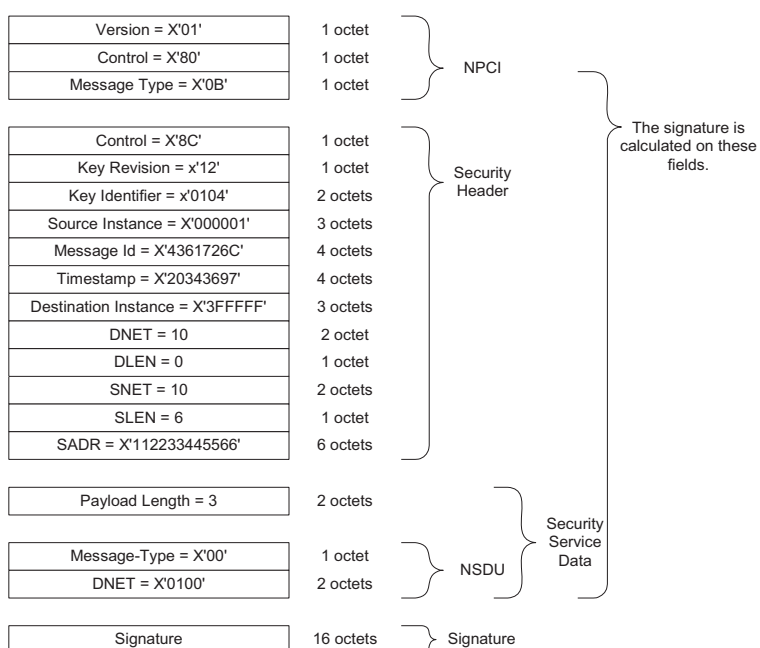 Version = X'01' 1 octet
Control = X'80' 1 octet
Message Type = X'0B' 1 octet
NPCI
The signature is
calculated on these
fields.
Control = X'8C' 1 octet
Key Revision = x'12' 1 octet
Key Identifier = x'0104' 2 octets
Source Instance = X'000001' 3 octets
Message Id = X'4361726C' 4 octets
Timestamp = X'20343697' 4 octets
Destination Instance = X'3FFFFF' 3 octets
DNET = 10 2 octet
DLEN = 0 1 octet
SNET = 10 2 octets
SLEN = 6 1 octet
SADR = X'112233445566' 6 octets
Security
Header
Payload Length = 3 2 octets
Message-Type = X'00' 1 octet
DNET = X'0100' 2 octets
NSDU
Security
Service
Data
Signature 16 octets Signature